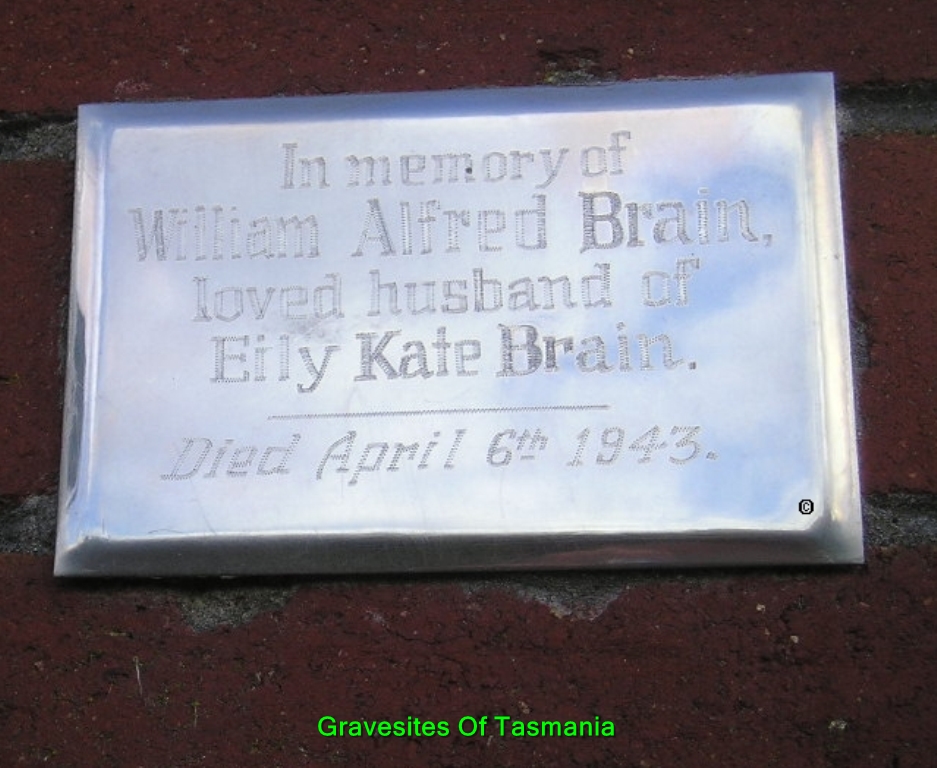 In memory of
William Alfred Brain,
loved husband of
Eily Kate Brain.
Died April 6th 1943.
©
Gravesites Of Tasmania